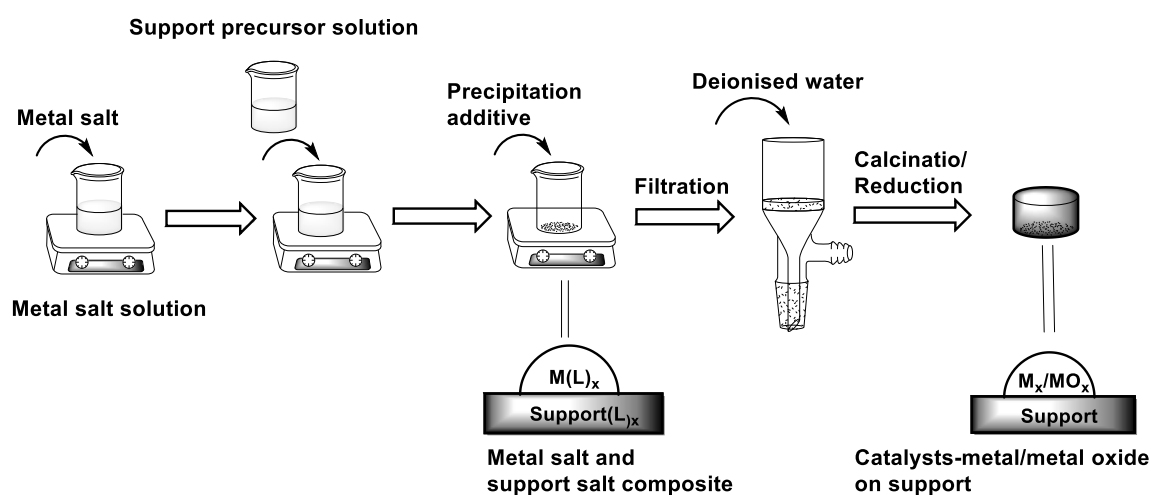 Support precursor solution
Metal salt
Precipitation
additive
Deionised water
Filtration
Calcinatio/
Reduction
Metal salt solution
M(L)ₓ
Support(L)ₓ
Metal salt and
support salt composite
Mₓ/MOₓ
Support
Catalysts-metal/metal oxide
on support